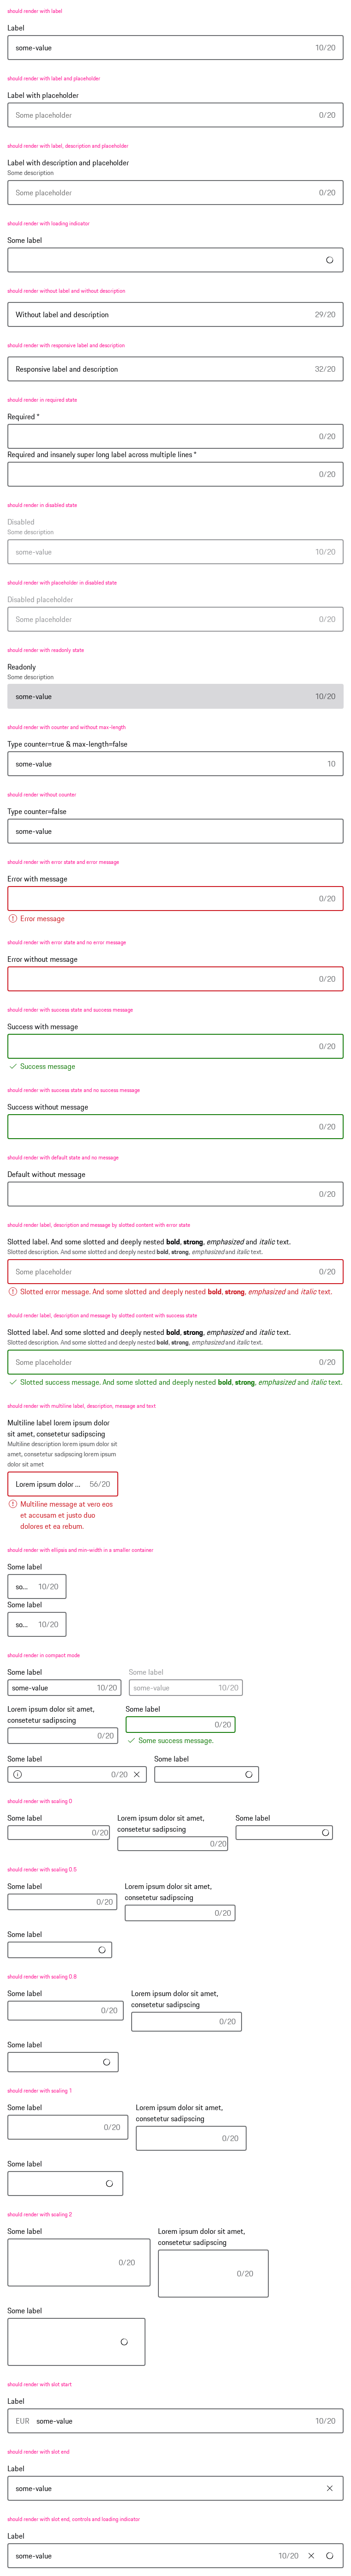 should render with label
Label
some-value 10/20
should render with label and placeholder
Label with placeholder
Some placeholder 0/20
should render with label, description and placeholder
Label with description and placeholder
Some description
Some placeholder 0/20
should render with loading indicator
Some label
should render without label and without description
Without label and description 29/20
should render with responsive label and description
Responsive label and description 32/20
should render in required state
Required *
0/20
Required and insanely super long label across multiple lines *
0/20
should render in disabled state
Disabled
Some description
some-value 10/20
should render with placeholder in disabled state
Disabled placeholder
Some placeholder 0/20
should render with readonly state
Readonly
Some description
some-value 10/20
should render with counter and without max-length
Type counter=true & max-length=false
some-value 10
should render without counter
Type counter=false
some-value
should render with error state and error message
Error with message
0/20
Error message
should render with error state and no error message
Error without message
0/20
should render with success state and success message
Success with message
0/20
Success message
should render with success state and no success message
Success without message
0/20
should render with default state and no message
Default without message
0/20
should render label, description and message by slotted content with error state
Slotted label. And some slotted and deeply nested bold, strong, emphasized and italic text.
Slotted description. And some slotted and deeply nested bold, strong, emphasized and italic text.
Some placeholder 0/20
Slotted error message. And some slotted and deeply nested bold, strong, emphasized and italic text.
should render label, description and message by slotted content with success state
Slotted label. And some slotted and deeply nested bold, strong, emphasized and italic text.
Slotted description. And some slotted and deeply nested bold, strong, emphasized and italic text.
Some placeholder 0/20
Slotted success message. And some slotted and deeply nested bold, strong, emphasized and italic text.
should render with multiline label, description, message and text
Multiline label lorem ipsum dolor
sit amet, consetetur sadipscing
Multiline description lorem ipsum dolor sit
amet, consetetur sadipscing lorem ipsum
dolor sit amet
Lorem ipsum dolor ... 56/20
Multiline message at vero eos
et accusam et justo duo
dolores et ea rebum.
should render with ellipsis and min-width in a smaller container
Some label
so... 10/20
Some label
so... 10/20
should render in compact mode
Some label Some label
some-value 10/20 some-value 10/20
Lorem ipsum dolor sit amet, Some label
consetetur sadipscing 0/20
0/20 Some success message.
Some label Some label
0/20
should render with scaling 0
Some label Lorem ipsum dolor sit amet, Some label
0/20 consetetur sadipscing
0/20
should render with scaling 0.5
Some label Lorem ipsum dolor sit amet,
0/20 consetetur sadipscing
0/20
Some label
should render with scaling 0.8
Some label Lorem ipsum dolor sit amet,
0/20 consetetur sadipscing
0/20
Some label
should render with scaling 1
Some label Lorem ipsum dolor sit amet,
0/20 consetetur sadipscing
0/20
Some label
should render with scaling 2
Some label Lorem ipsum dolor sit amet,
consetetur sadipscing
0/20
0/20
Some label
should render with slot start
Label
EUR some-value 10/20
should render with slot end
Label
some-value
should render with slot end, controls and loading indicator
Label
some-value 10/20